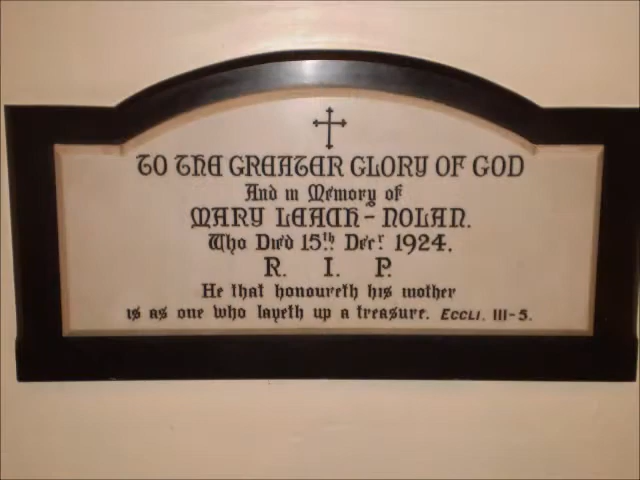 TO THE GREATER GLORY OF GOD
And in Memory of
MARY LEACH-NOLAN.
Who Died 15th Decr 1924.
R. I. P.
He that honoureth his mother
is as one who layeth up a treasure. ECCLI. III-5.